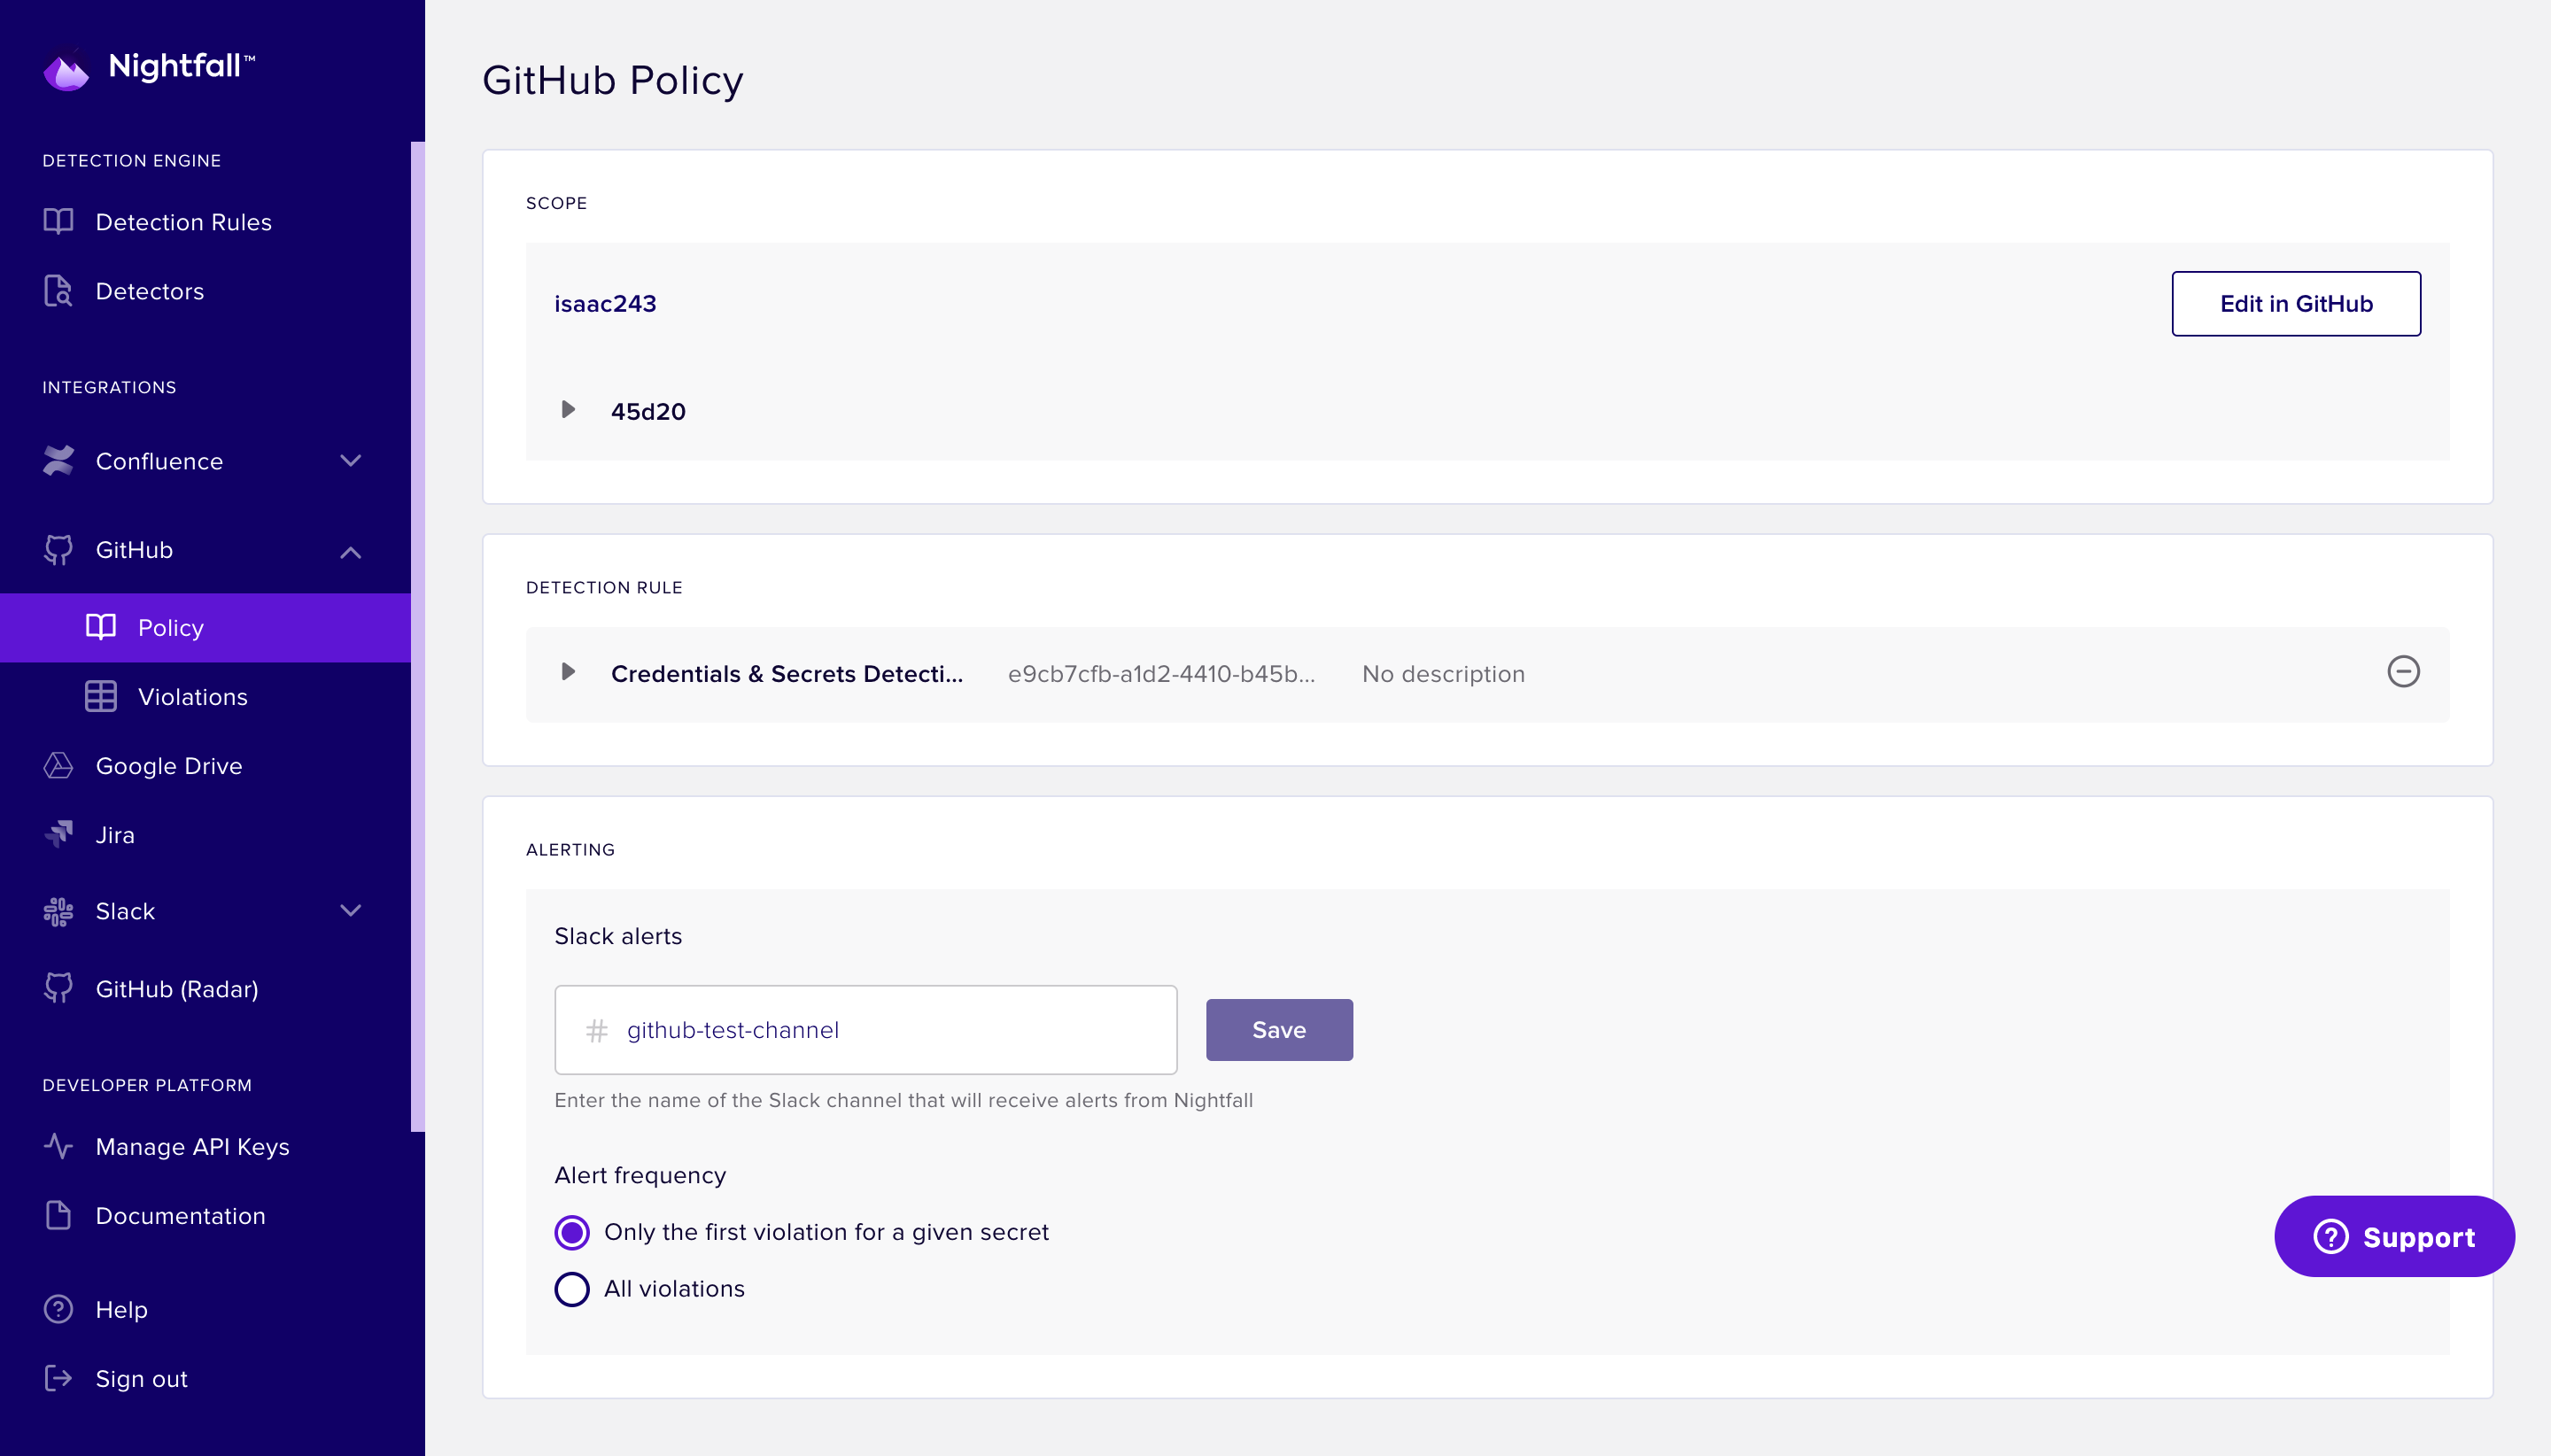 Nightfall™
DETECTION ENGINE
Detection Rules
Detectors
INTEGRATIONS
Confluence
GitHub
Policy
Violations
Google Drive
Jira
Slack
GitHub (Radar)
DEVELOPER PLATFORM
Manage API Keys
Documentation
Help
Sign out
GitHub Policy
SCOPE
isaac243
Edit in GitHub
45d20
DETECTION RULE
Credentials & Secrets Detecti... e9cb7cfb-a1d2-4410-b45b... No description
ALERTING
Slack alerts
# github-test-channel
Save
Enter the name of the Slack channel that will receive alerts from Nightfall
Alert frequency
Only the first violation for a given secret
All violations
? Support